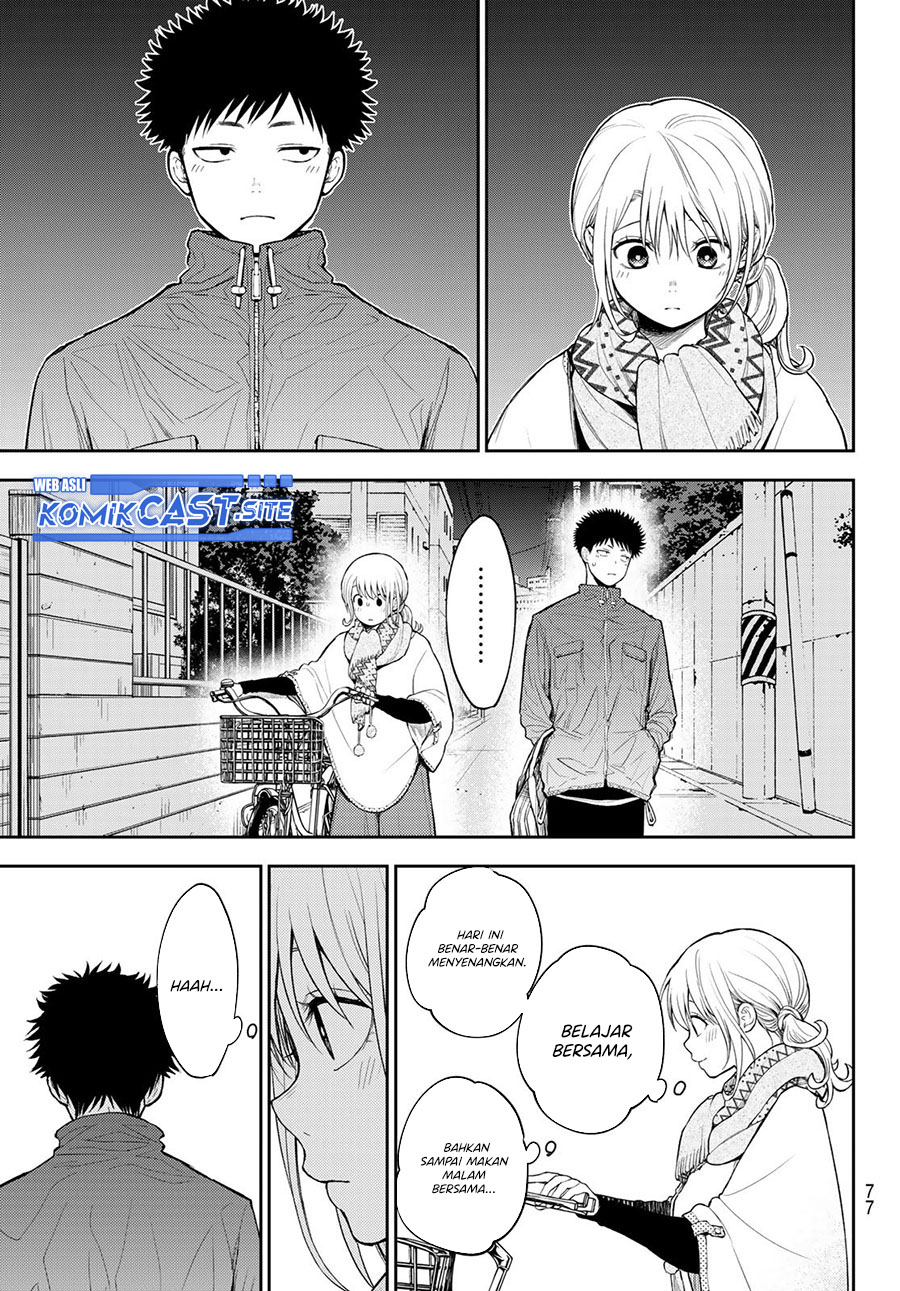 WEB ASLI
KOMIKCAST.SITE
.........
HARI INI
BENAR-BENAR
MENYENANGKAN.
BELAJAR
BERSAMA,
BAHKAN
SAMPAI MAKAN
MALAM
BERSAMA...
HAAH...
77